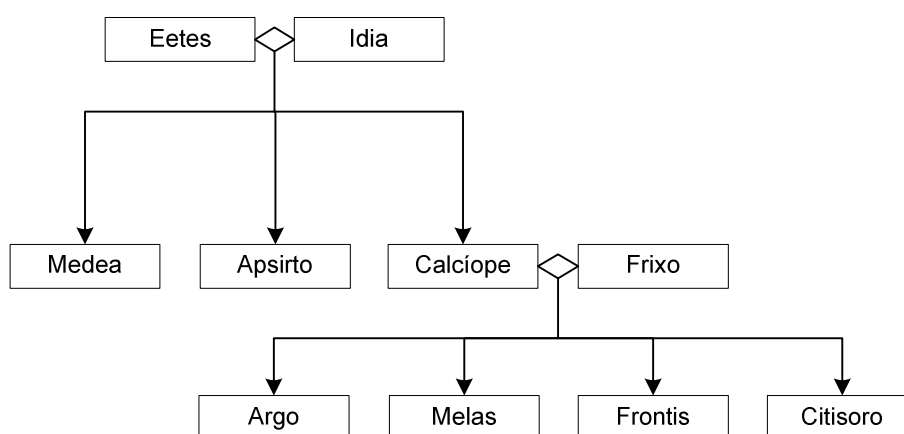 Eetes
Idia
Medea
Apsirto
Calcíope
Frixo
Argo
Melas
Frontis
Citisoro